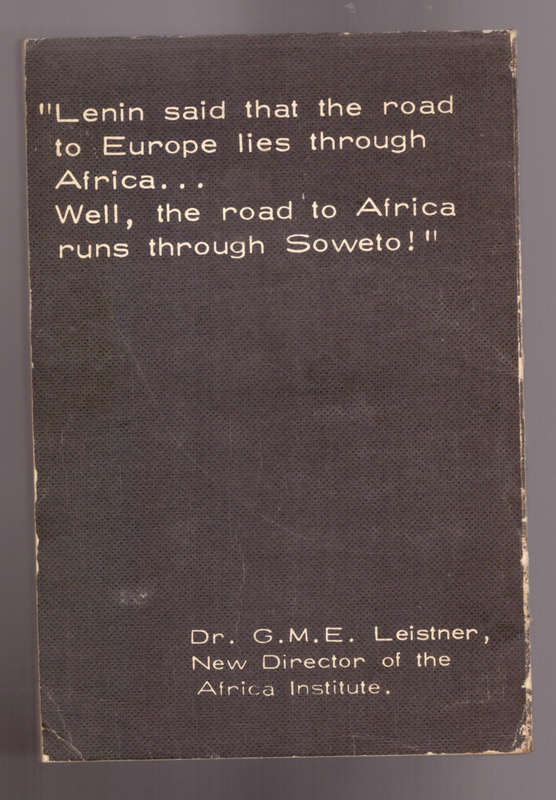 "Lenin said that the road
to Europe lies through
Africa...
Well, the road to Africa
runs through Soweto!"
Dr. G.M.E. Leistner,
New Director of the
Africa Institute.